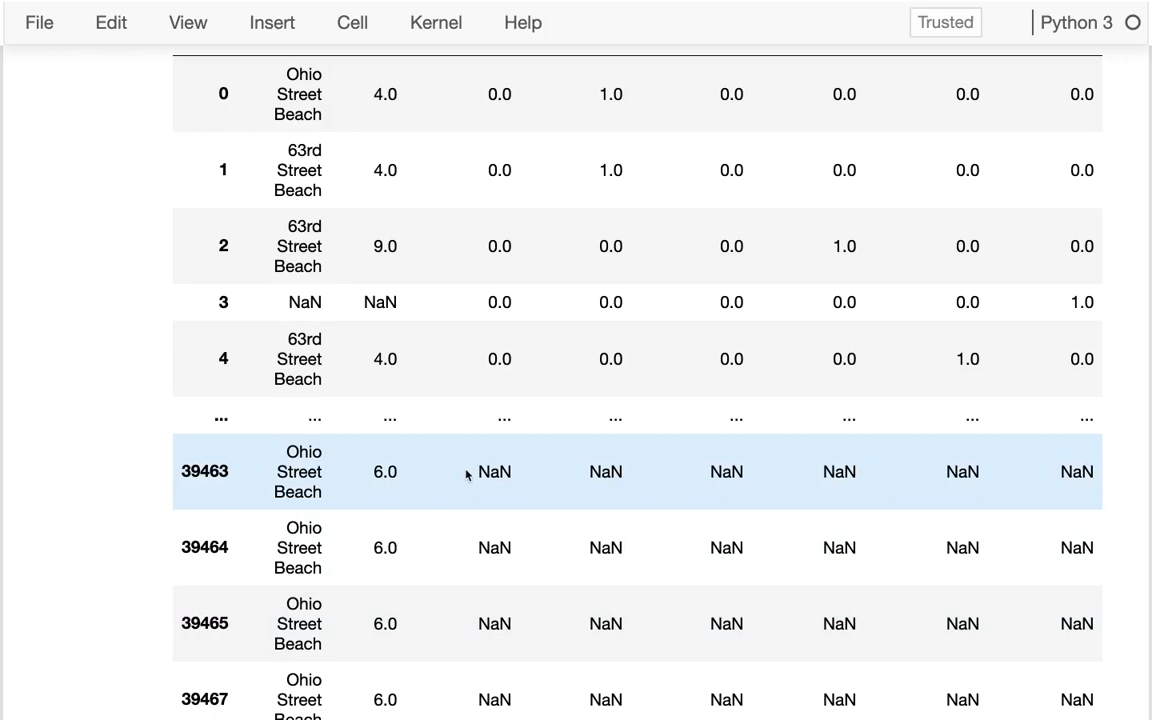 File Edit View Insert Cell Kernel Help Trusted Python 3
Ohio
0 Street 4.0 0.0 1.0 0.0 0.0 0.0 0.0
Beach
63rd
1 Street 4.0 0.0 1.0 0.0 0.0 0.0 0.0
Beach
63rd
2 Street 9.0 0.0 0.0 0.0 1.0 0.0 0.0
Beach
3 NaN NaN 0.0 0.0 0.0 0.0 0.0 1.0
63rd
4 Street 4.0 0.0 0.0 0.0 0.0 1.0 0.0
Beach
... ... ... ... ... ... ... ... ...
Ohio
39463 Street 6.0 NaN NaN NaN NaN NaN NaN
Beach
Ohio
39464 Street 6.0 NaN NaN NaN NaN NaN NaN
Beach
Ohio
39465 Street 6.0 NaN NaN NaN NaN NaN NaN
Beach
Ohio
39467 Street 6.0 NaN NaN NaN NaN NaN NaN
Beach